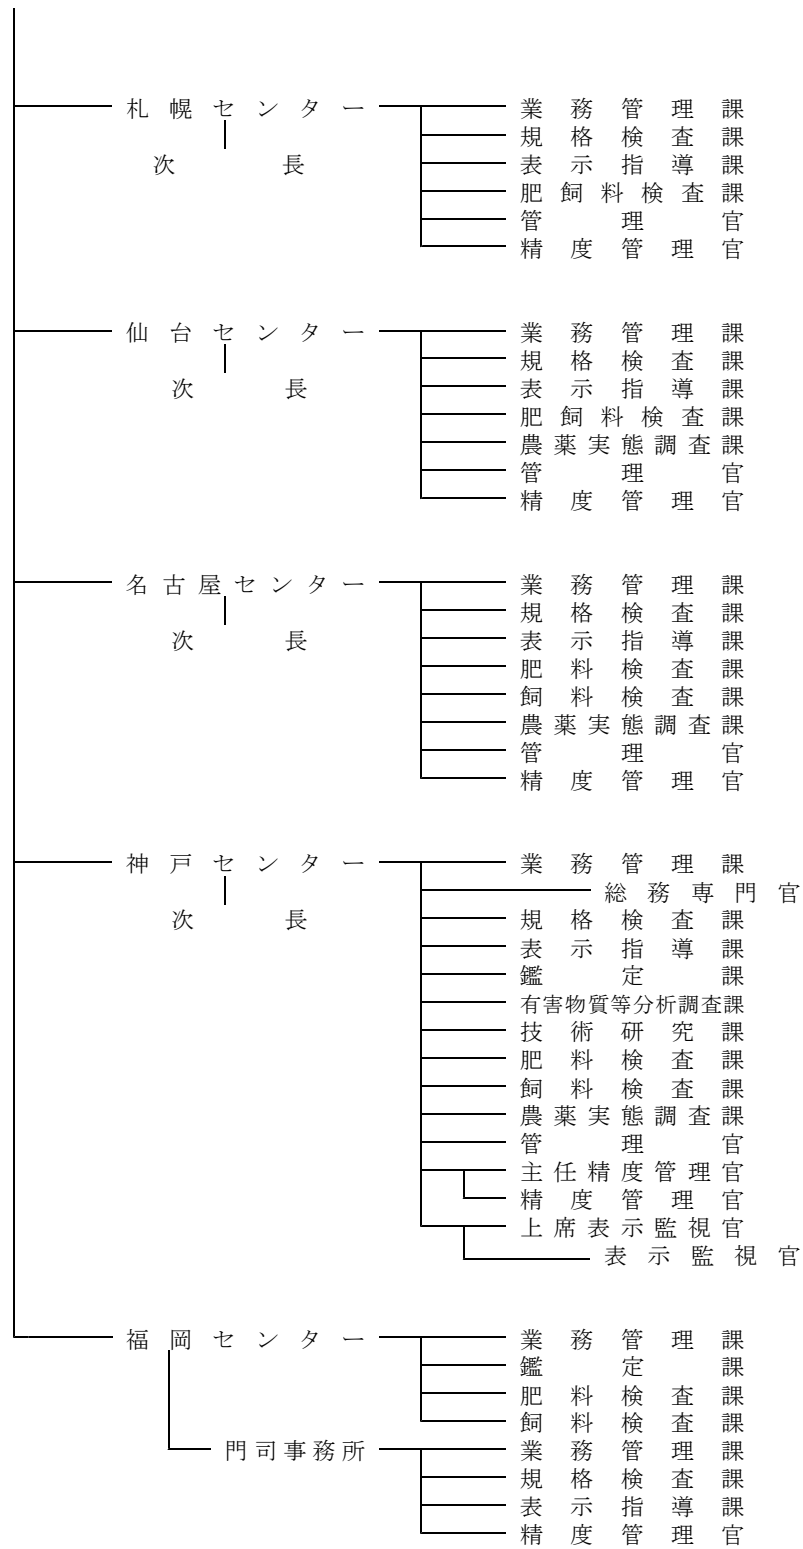 札幌センター 業務管理課
規格検査課
次長 表示指導課
肥飼料検査課
管理官
精度管理官
仙台センター 業務管理課
規格検査課
次長 表示指導課
肥飼料検査課
農薬実態調査課
管理官
精度管理官
名古屋センター 業務管理課
規格検査課
次長 表示指導課
肥料検査課
飼料検査課
農薬実態調査課
管理官
精度管理官
神戸センター 業務管理課
総務専門官
次長 規格検査課
表示指導課
鑑定課
有害物質等分析調査課
技術研究課
肥料検査課
飼料検査課
農薬実態調査課
管理官
主任精度管理官
精度管理官
上席表示監視官
表示監視官
福岡センター 業務管理課
鑑定課
肥料検査課
飼料検査課
門司事務所 業務管理課
規格検査課
表示指導課
精度管理官